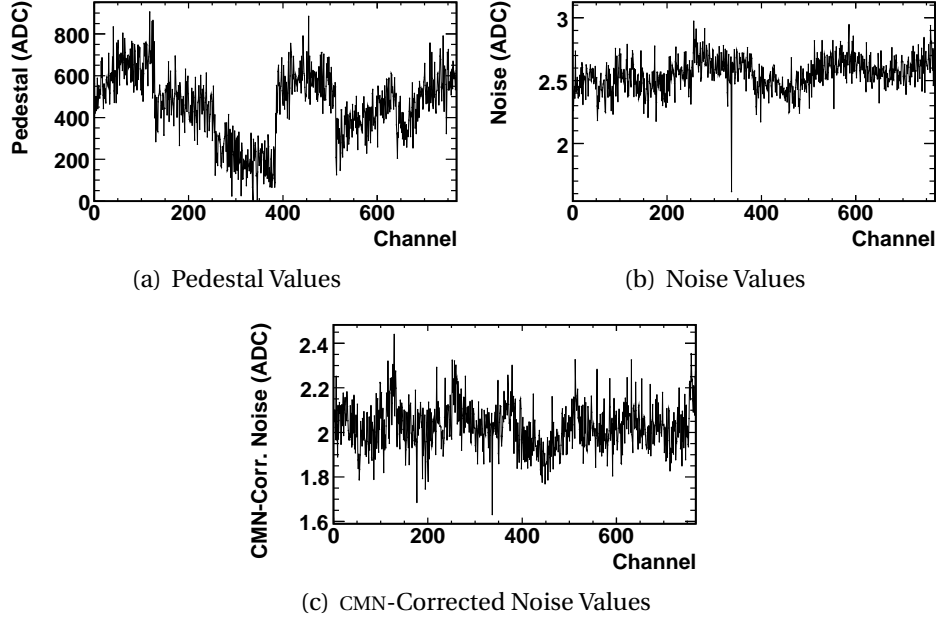 Pedestal (ADC)
800
600
400
200
0
0 200 400 600
Channel
(a) Pedestal Values
Noise (ADC)
3
2.5
2
0 200 400 600
Channel
(b) Noise Values
CMN-Corr. Noise (ADC)
2.4
2.2
2
1.8
1.6
0 200 400 600
Channel
(c) CMN-Corrected Noise Values